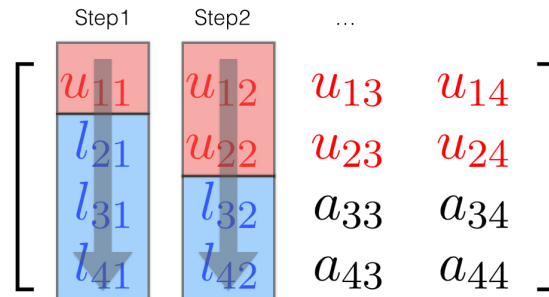 Step1 Step2 ...
u11 u12 u13 u14
l21 u22 u23 u24
l31 l32 a33 a34
l41 l42 a43 a44